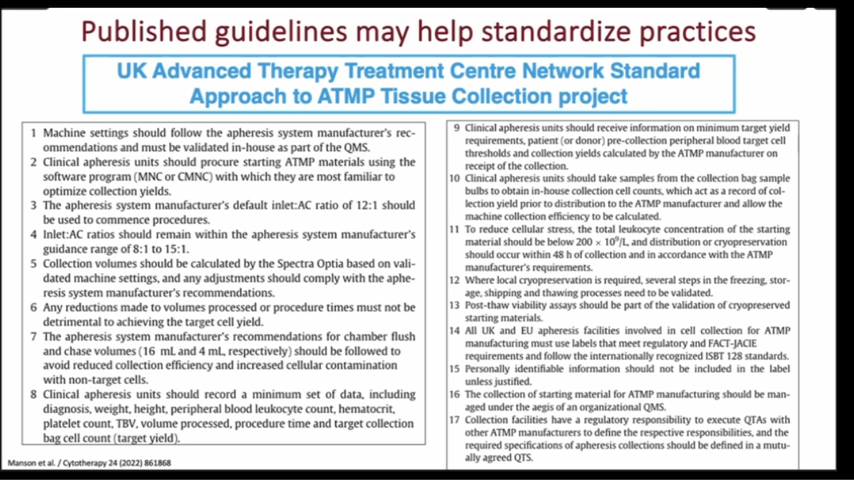 Published guidelines may help standardize practices
UK Advanced Therapy Treatment Centre Network Standard
Approach to ATMP Tissue Collection project
1 Machine settings should follow the apheresis system manufacturer's rec-
ommendations and must be validated in-house as part of the QMS.
2 Clinical apheresis units should procure starting ATMP materials using the
software program (MNC or CMNC) with which they are most familiar to
optimize collection yields.
3 The apheresis system manufacturer's default inlet:AC ratio of 12:1 should
be used to commence procedures.
4 Inlet:AC ratios should remain within the apheresis system manufacturer's
guidance range of 8:1 to 15:1.
5 Collection volumes should be calculated by the Spectra Optia based on vali-
dated machine settings, and any adjustments should comply with the aphe-
resis system manufacturer's recommendations.
6 Any reductions made to volumes processed or procedure times must not be
detrimental to achieving the target cell yield.
7 The apheresis system manufacturer's recommendations for chamber flush
and chase volumes (16 mL and 4 mL, respectively) should be followed to
avoid reduced collection efficiency and increased cellular contamination
with non-target cells.
8 Clinical apheresis units should record a minimum set of data, including
diagnosis, weight, height, peripheral blood leukocyte count, hematocrit,
platelet count, TBV, volume processed, procedure time and target collection
bag cell count (target yield).
9 Clinical apheresis units should receive information on minimum target yield
requirements, patient (or donor) pre-collection peripheral blood target cell
thresholds and collection yields calculated by the ATMP manufacturer on
receipt of the collection.
10 Clinical apheresis units should take samples from the collection bag sample
bulbs to obtain in-house collection cell counts, which act as a record of col-
lection yield prior to distribution to the ATMP manufacturer and allow the
machine collection efficiency to be calculated.
11 To reduce cellular stress, the total leukocyte concentration of the starting
material should be below 200 × 10⁹/L, and distribution or cryopreservation
should occur within 48 h of collection and in accordance with the ATMP
manufacturer's requirements.
12 Where local cryopreservation is required, several steps in the freezing, stor-
age, shipping and thawing processes need to be validated.
13 Post-thaw viability assays should be part of the validation of cryopreserved
starting materials.
14 All UK and EU apheresis facilities involved in cell collection for ATMP
manufacturing must use labels that meet regulatory and FACT-JACIE
requirements and follow the internationally recognized ISBT 128 standards.
15 Personally identifiable information should not be included in the label
unless justified.
16 The collection of starting material for ATMP manufacturing should be man-
aged under the aegis of an organizational QMS.
17 Collection facilities have a regulatory responsibility to execute QTAs with
other ATMP manufacturers to define the respective responsibilities, and the
required specifications of apheresis collections should be defined in a mutu-
ally agreed QTS.
Manson et al. / Cytotherapy 24 (2022) 861868